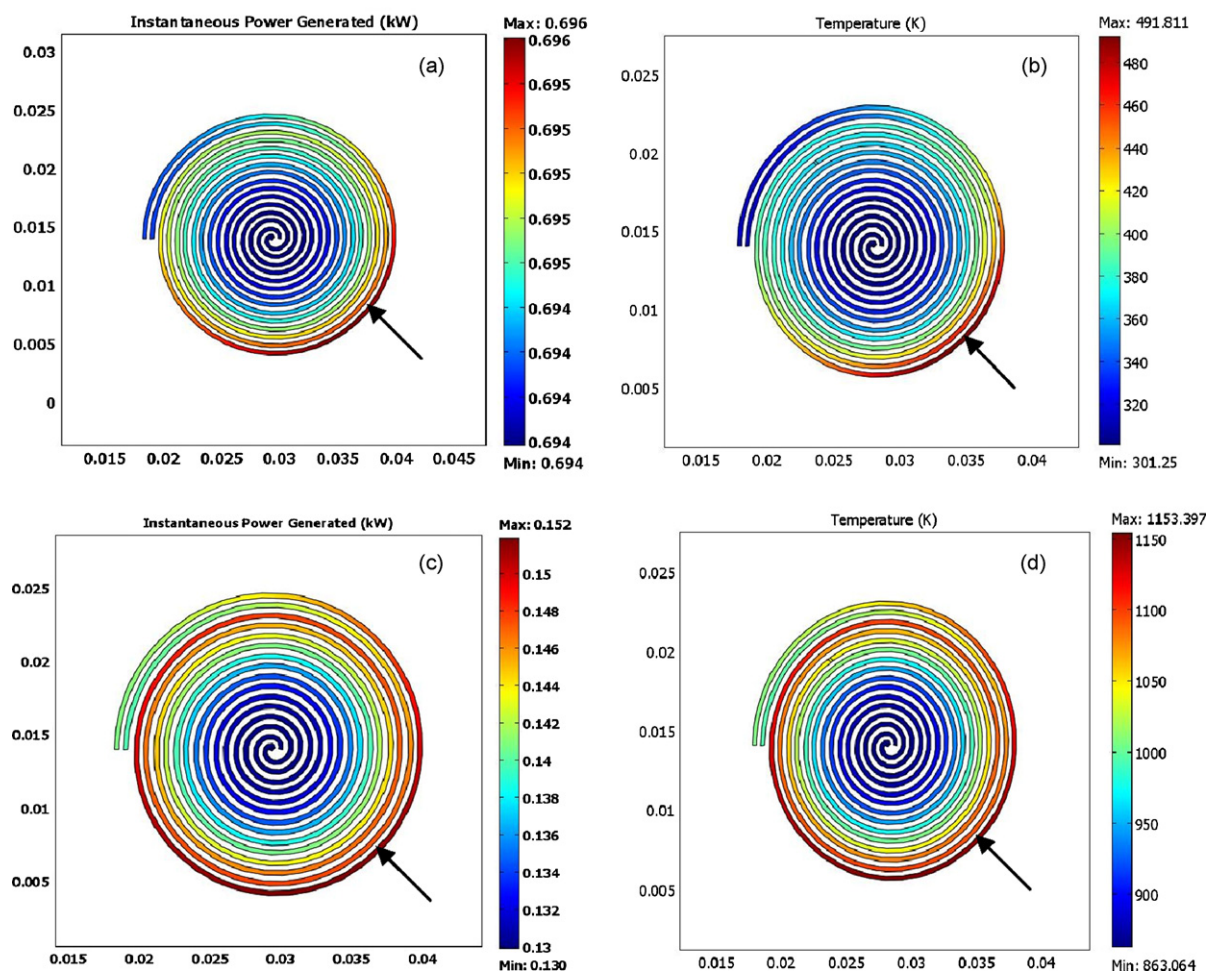 Instantaneous Power Generated (kW)
Max: 0.696
(a)
0.03
0.025
0.02
0.015
0.01
0.005
0
0.015 0.02 0.025 0.03 0.035 0.04 0.045
0.696
0.695
0.695
0.695
0.695
0.694
0.694
0.694
0.694
Min: 0.694
Temperature (K)
Max: 491.811
(b)
0.025
0.02
0.015
0.01
0.005
0.015 0.02 0.025 0.03 0.035 0.04
480
460
440
420
400
380
360
340
320
Min: 301.25
Instantaneous Power Generated (kW)
Max: 0.152
(c)
0.025
0.02
0.015
0.01
0.005
0.015 0.02 0.025 0.03 0.035 0.04
0.15
0.148
0.146
0.144
0.142
0.14
0.138
0.136
0.134
0.133
0.13
Min: 0.130
Temperature (K)
Max: 1153.397
(d)
0.025
0.02
0.015
0.01
0.005
0.015 0.02 0.025 0.03 0.035 0.04
1150
1100
1050
1000
950
900
Min: 863.064